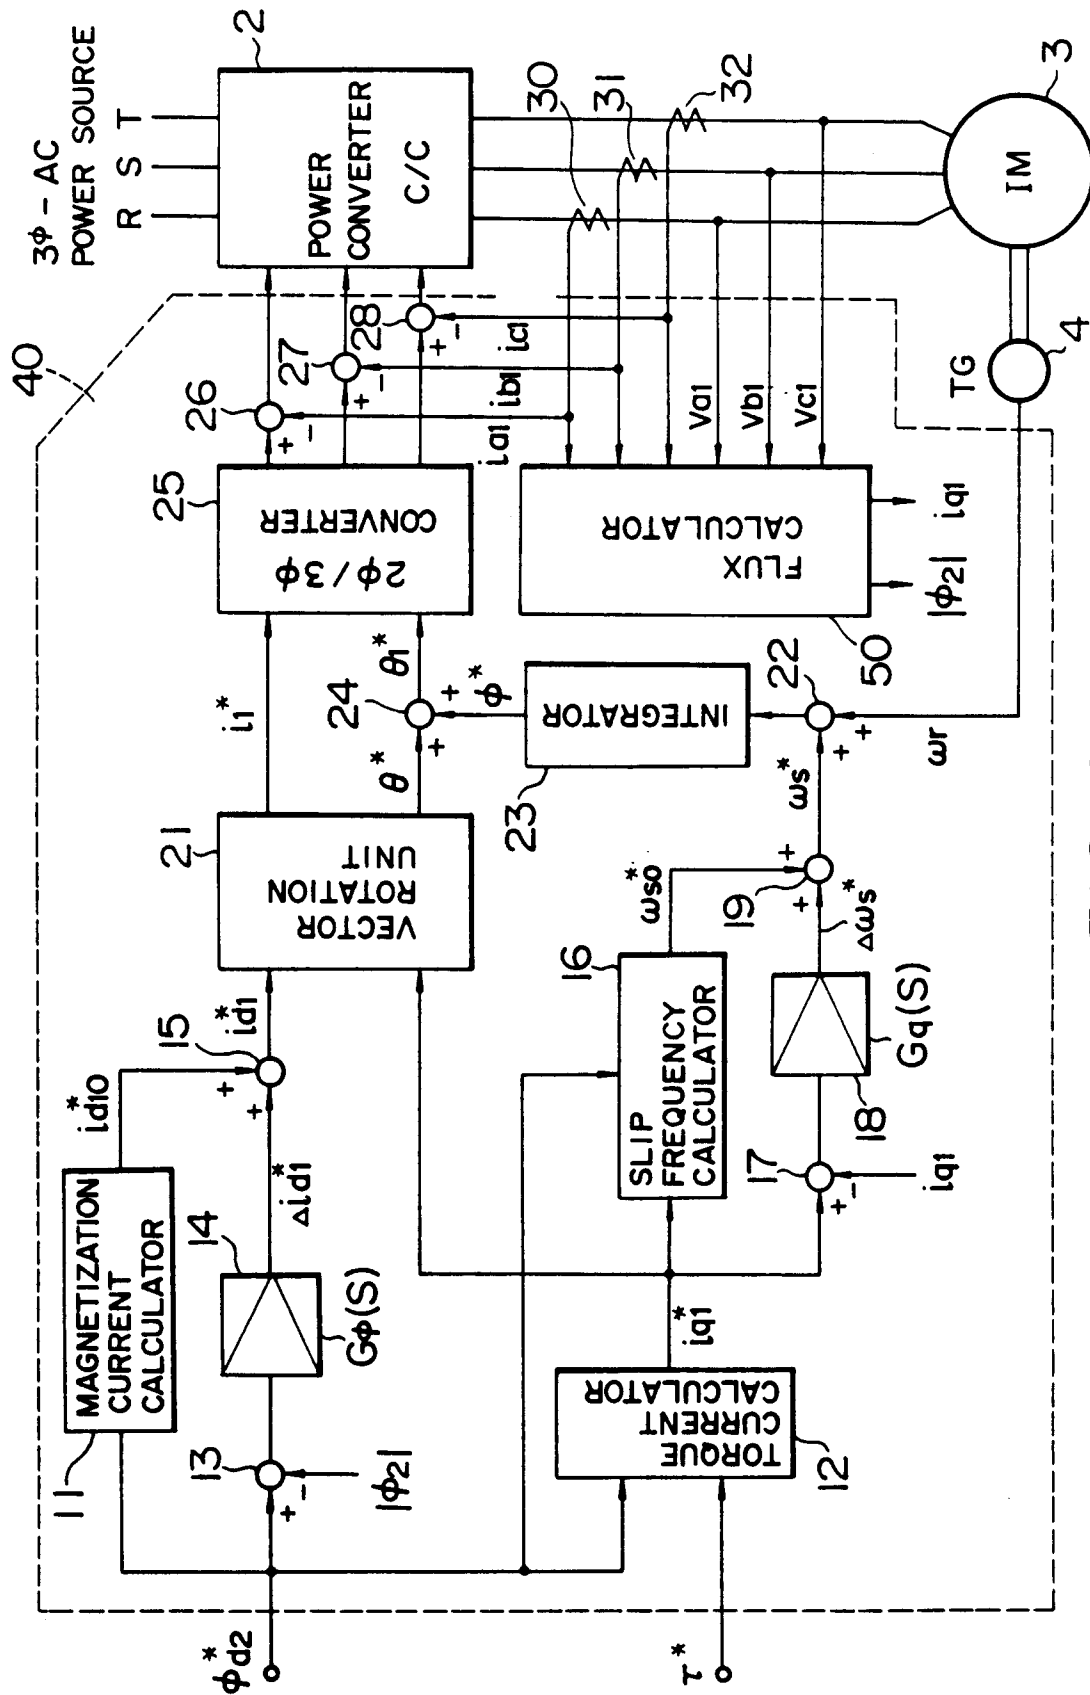 3φ - AC
POWER SOURCE
R S T
2
POWER
CONVERTER
C/C
30
31
32
IM
3
TG
4
40
26
27
28
+
-
+
-
+
-
ia1
ib1
ic1
Va1
Vb1
Vc1
25
2φ/3φ
CONVERTER
FLUX
CALCULATOR
50
|φ2|
iq1
i1*
θ1*
24
θ*
+
+
φ*
INTEGRATOR
23
22
+
+
ωr
ωs*
21
VECTOR
ROTATION
UNIT
19
+
+
ωso*
Δωs*
16
SLIP
FREQUENCY
CALCULATOR
Gq(S)
18
17
+
-
iq1
15
id1*
+
+
id10*
Δid1*
14
Gφ(S)
11
MAGNETIZATION
CURRENT
CALCULATOR
13
+
-
|φ2|
iq1*
TORQUE
CURRENT
CALCULATOR
12
φd2*
τ*